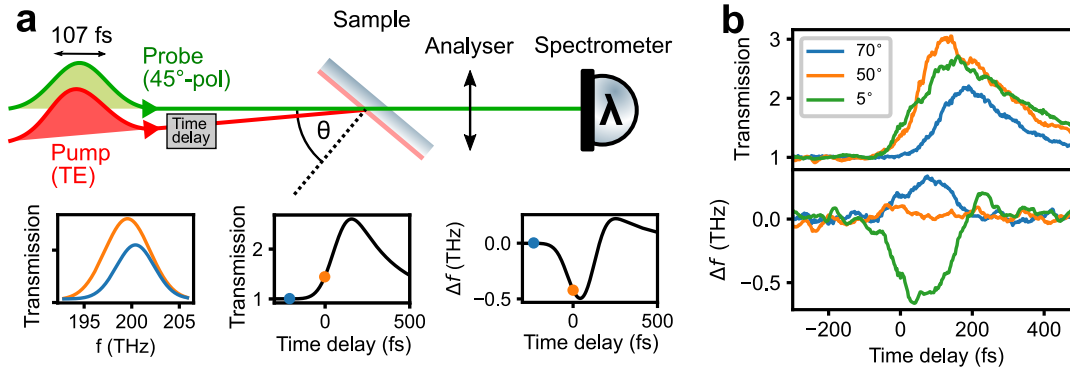 a
107 fs
Probe
(45°-pol)
Time
delay
Pump
(TE)
θ
Sample
Analyser
Spectrometer
λ
Transmission
195
200
205
f (THz)
Transmission
2
1
0
500
Time delay (fs)
Δf (THz)
0.0
−0.5
0
500
Time delay (fs)
b
Transmission
3
2
1
70°
50°
5°
Δf (THz)
0.0
−0.5
−200
0
200
400
Time delay (fs)